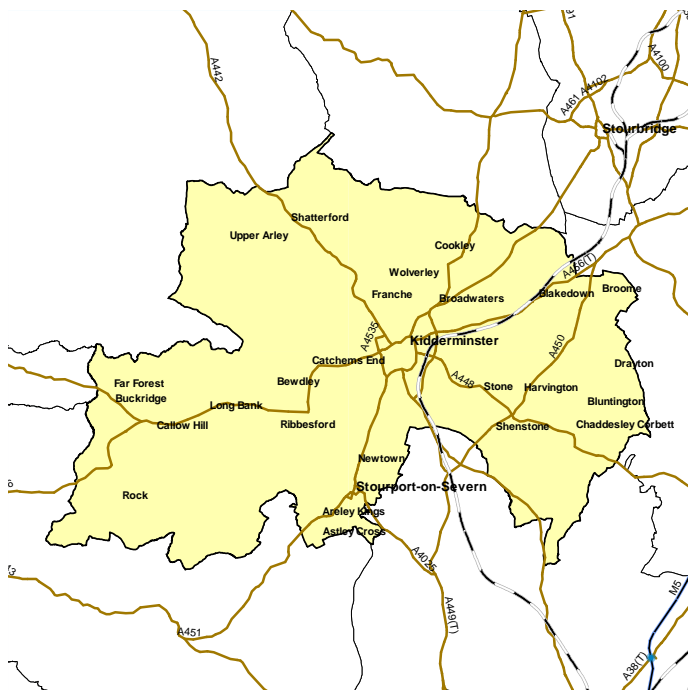 A442
A491
A4100
A461
A4102
Stourbridge
Shatterford
Upper Arley
Cookley
A456(T)
Wolverley
Franche
Broadwaters
Blakedown
Broome
A4535
Kidderminster
A450
Catchems End
Drayton
Far Forest
Bewdley
A448
Stone
Harvington
Buckridge
Long Bank
Bluntington
Callow Hill
Ribbesford
Shenstone
Chaddesley Corbett
Newtown
Rock
Stourport-on-Severn
Areley Kings
Astley Cross
A4025
A449(T)
M5
A451
A38(T)